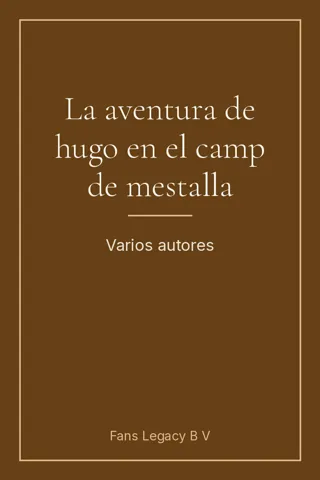 La aventura de
hugo en el camp
de mestalla
Varios autores
Fans Legacy B V